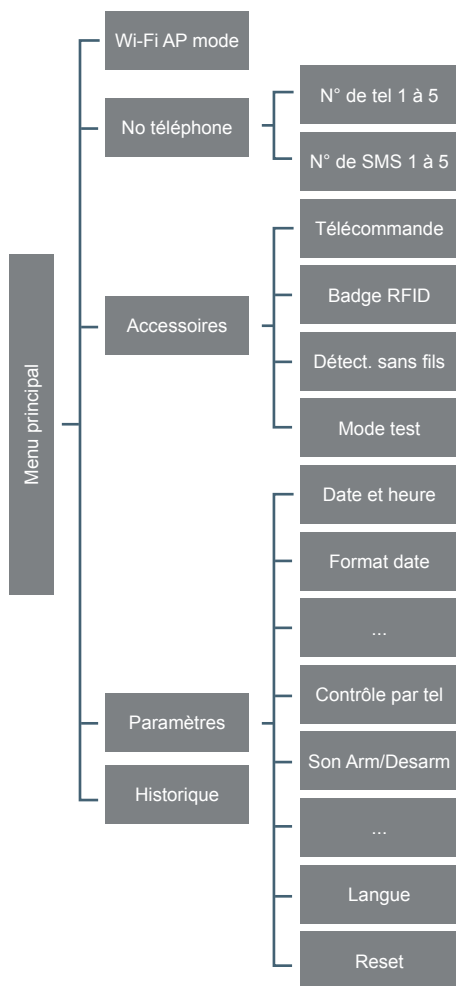 Menu principal
Wi-Fi AP mode
No téléphone
N° de tel 1 à 5
N° de SMS 1 à 5
Accessoires
Télécommande
Badge RFID
Détect. sans fils
Mode test
Paramètres
Date et heure
Format date
...
Contrôle par tel
Son Arm/Desarm
...
Langue
Reset
Historique